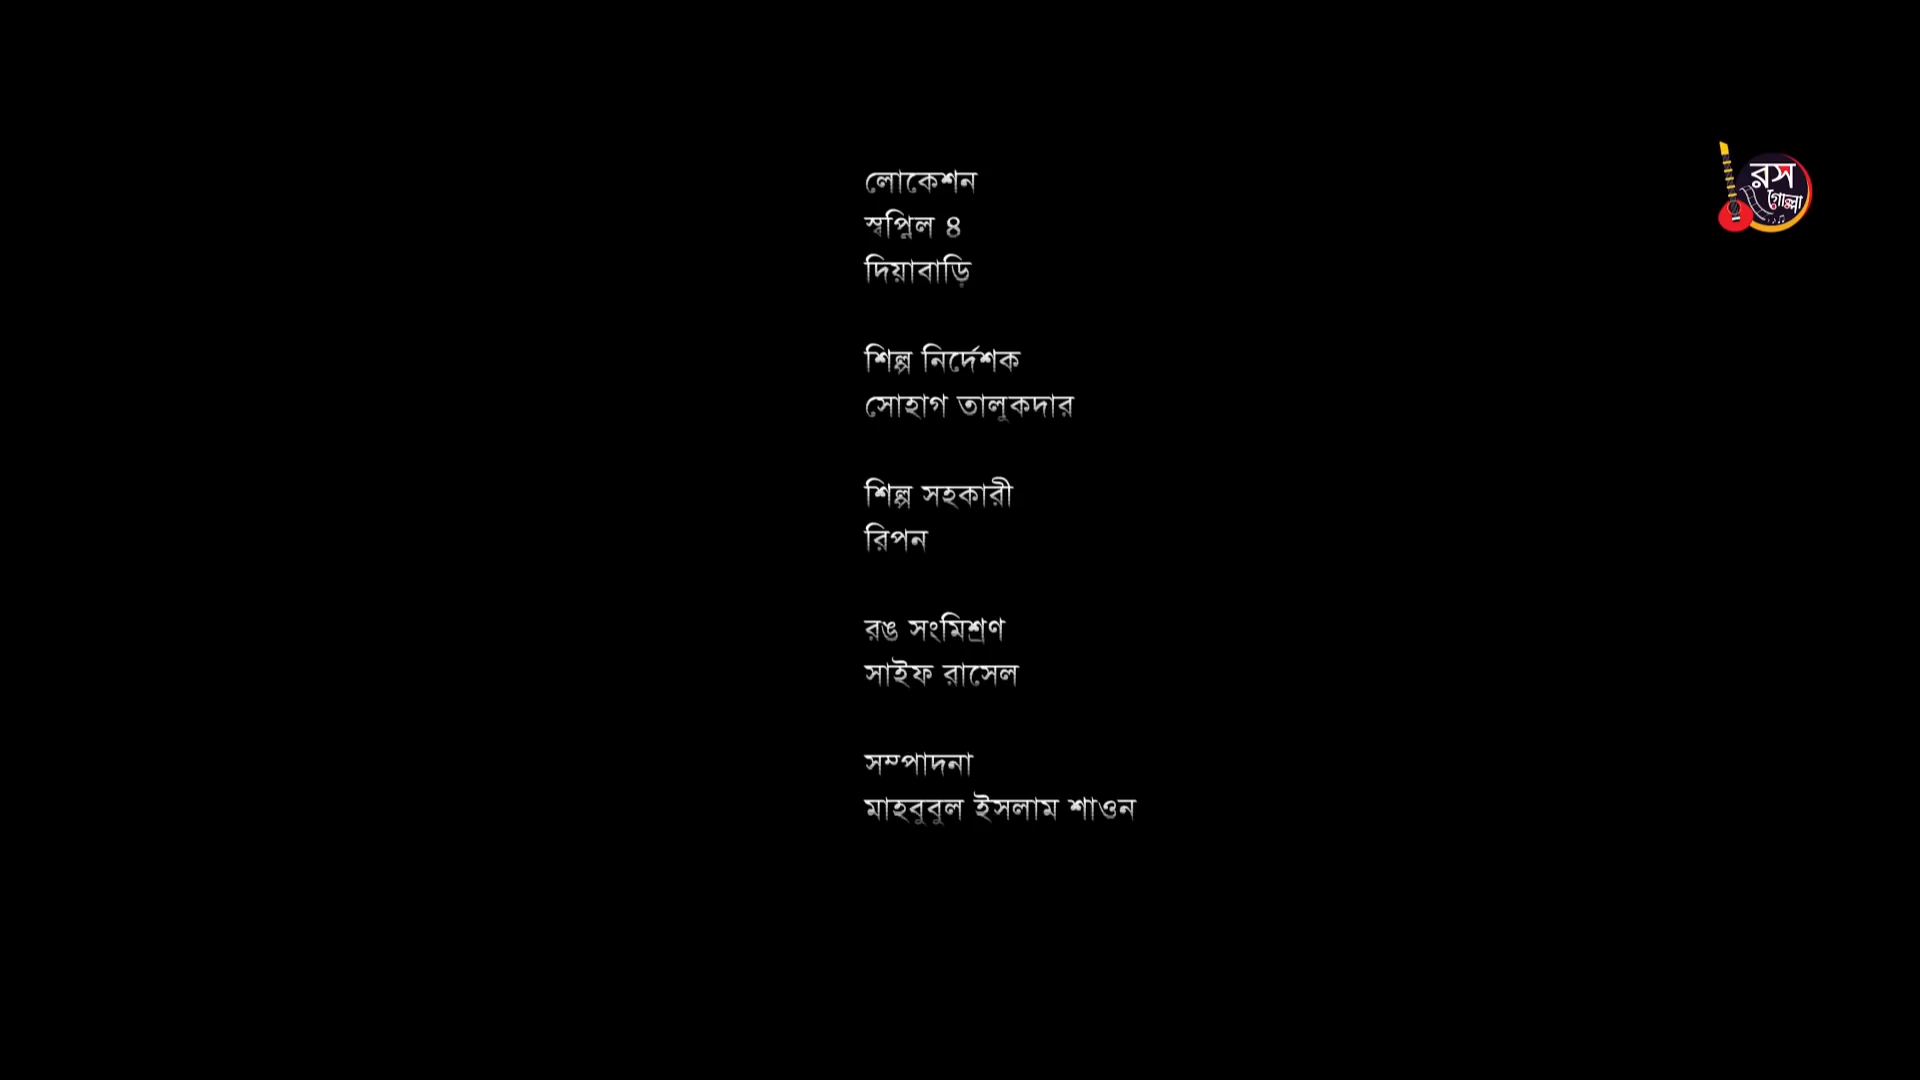 লোকেশন
স্বপ্নিল ৪
দিয়াবাড়ি
শিল্প নির্দেশক
সোহাগ তালুকদার
শিল্প সহকারী
রিপন
রঙ সংমিশ্রণ
সাইফ রাসেল
সম্পাদনা
মাহবুবুল ইসলাম শাওন
রস
গোল্লা